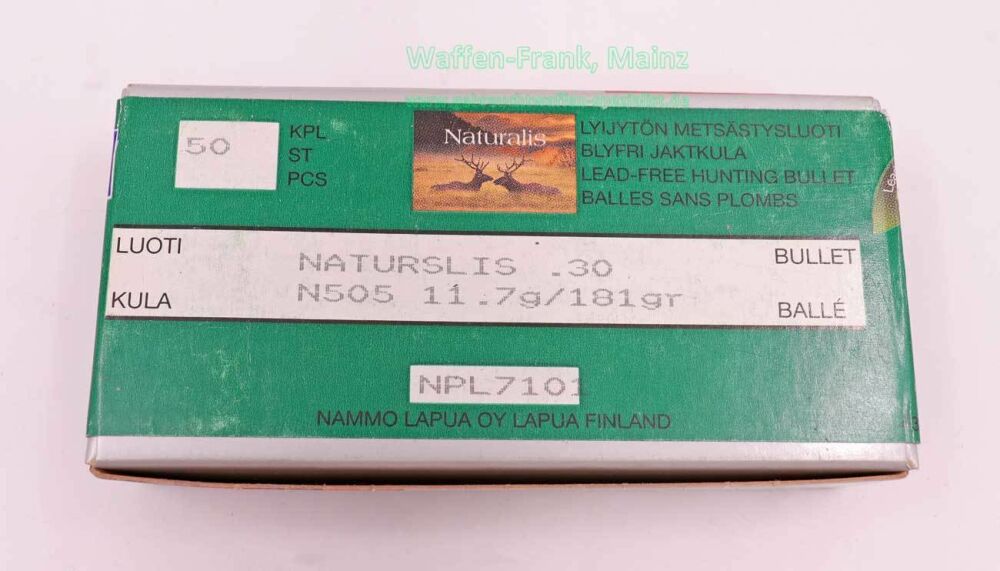 Waffen-Frank, Mainz
50
KPL
ST
PCS
Naturalis
LYIJYTÖN METSÄSTYSLUOTI
BLYFRI JAKTKULA
LEAD-FREE HUNTING BULLET
BALLES SANS PLOMBS
LUOTI
KULA
NATURSLIS .30
N505 11.7g/181gr
BULLET
BALLÉ
NPL7101
NAMMO LAPUA OY LAPUA FINLAND